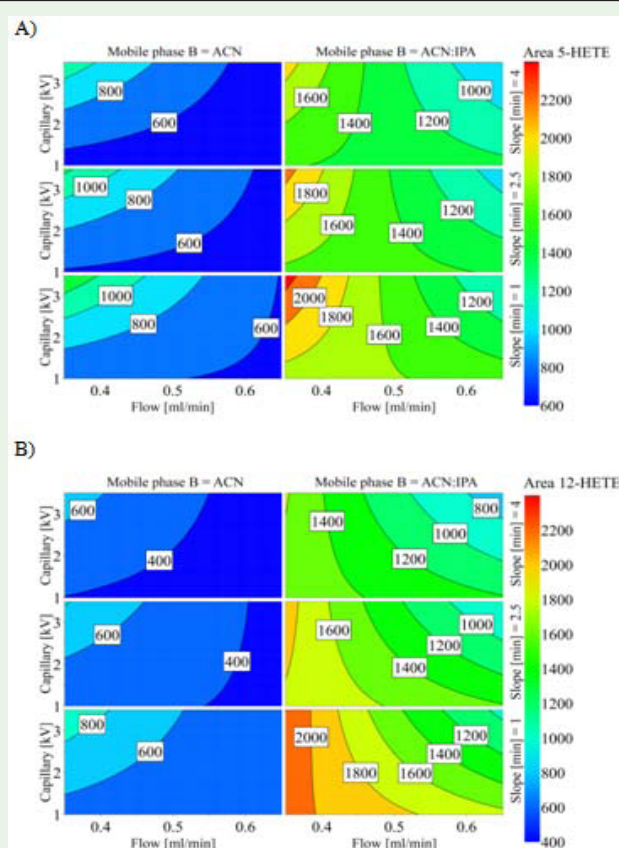 A)
Mobile phase B = ACN Mobile phase B = ACN:IPA Area 5-HETE
Capillary [kV] 3 2 1 800 600 1600 1400 1200 1000 Slope [min] = 4
Capillary [kV] 3 2 1 1000 800 600 1800 1600 1400 1200 Slope [min] = 2.5
Capillary [kV] 3 2 1 1000 800 600 2000 1800 1600 1400 1200 Slope [min] = 1
2200
2000
1800
1600
1400
1200
1000
800
600
0.4 0.5 0.6 0.4 0.5 0.6
Flow [ml/min] Flow [ml/min]
B)
Mobile phase B = ACN Mobile phase B = ACN:IPA Area 12-HETE
Capillary [kV] 3 2 1 600 400 1400 1200 1000 800 Slope [min] = 4
Capillary [kV] 3 2 1 600 400 1600 1400 1200 1000 Slope [min] = 2.5
Capillary [kV] 3 2 1 800 600 2000 1800 1600 1400 1200 Slope [min] = 1
2200
2000
1800
1600
1400
1200
1000
800
600
400
0.4 0.5 0.6 0.4 0.5 0.6
Flow [ml/min] Flow [ml/min]